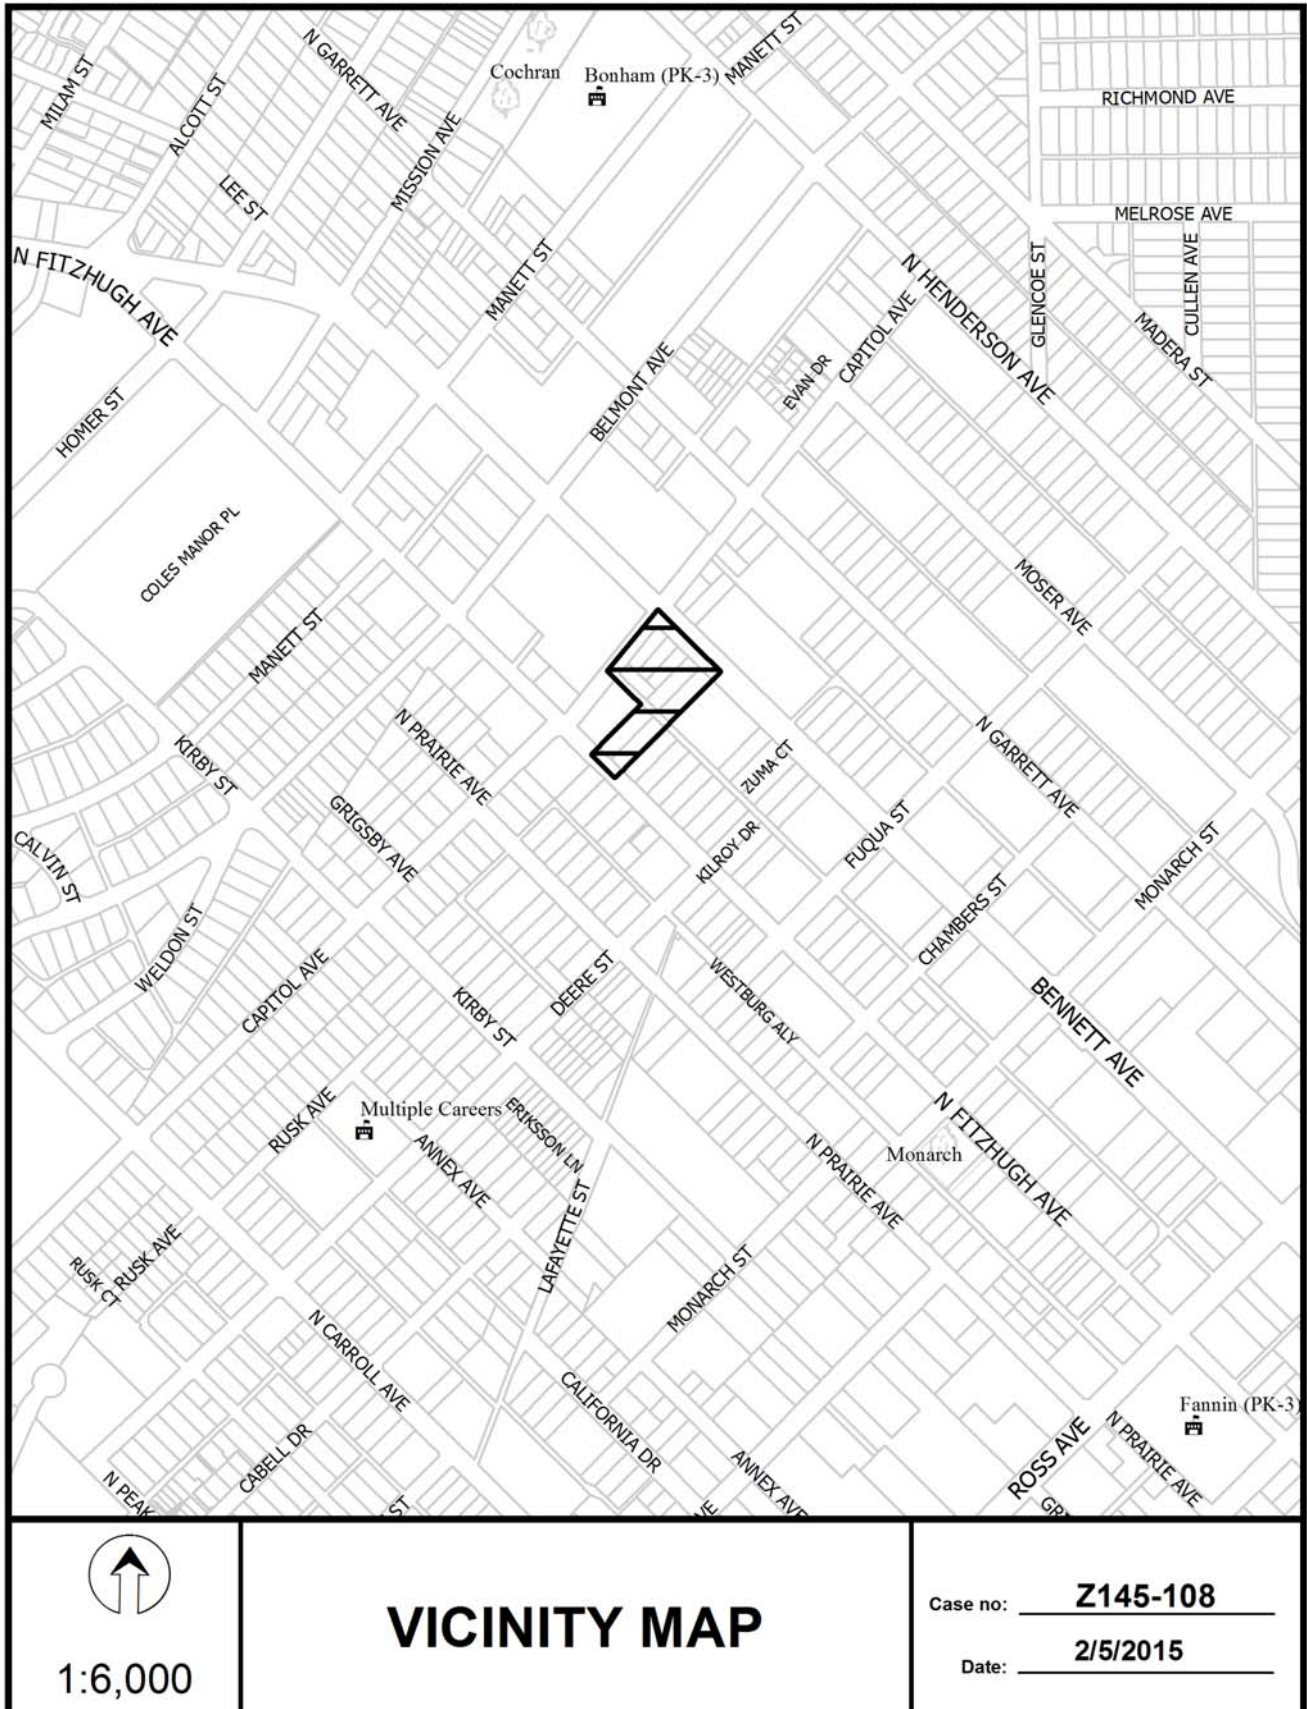 MANETT ST
N GARRETT AVE
MILAM ST
Cochran
Bonham (PK-3)
ALCOTT ST
RICHMOND AVE
MISSION AVE
LEE ST
MELROSE AVE
N FITZHUGH AVE
MANETT ST
CULLEN AVE
GLENCOE ST
N HENDERSON AVE
CAPITOL AVE
MADERA ST
BELMONT AVE
EVAN DR
HOMER ST
COLES MANOR PL
MOSER AVE
MANETT ST
N PRAIRIE AVE
KIRBY ST
ZUMA CT
N GARRETT AVE
GRIGSBY AVE
CALVIN ST
KILROY DR
FUQUA ST
MONARCH ST
WELDON ST
CHAMBERS ST
CAPITOL AVE
DEERE ST
KIRBY ST
WESTBURG ALY
BENNETT AVE
RUSK AVE
Multiple Careers
ERIKSSON LN
ANNEX AVE
N FITZHUGH AVE
Monarch
N PRAIRIE AVE
LAFAYETTE ST
RUSK AVE
RUSK CT
MONARCH ST
N CARROLL AVE
CALIFORNIA DR
Fannin (PK-3)
CABELL DR
ROSS AVE
N PRAIRIE AVE
ANNEX AVE
N PEAK
ST
VE
GR
1:6,000
VICINITY MAP
Case no: Z145-108
Date: 2/5/2015